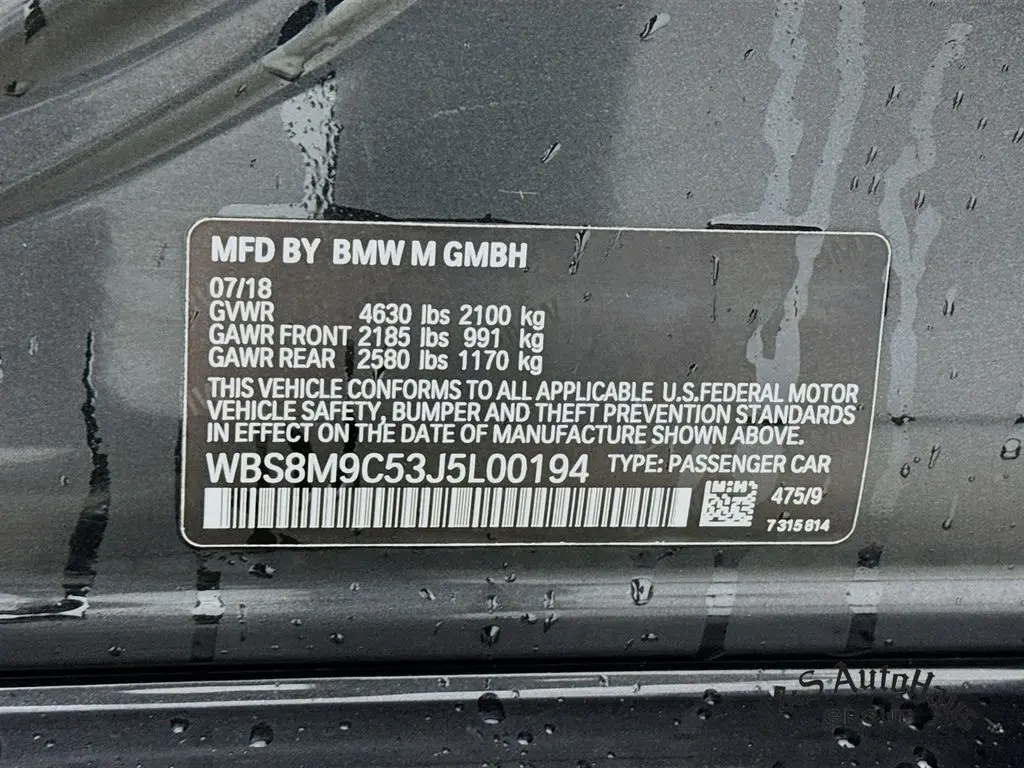 MFD BY BMW M GMBH
07/18
GVWR 4630 lbs 2100 kg
GAWR FRONT 2185 lbs 991 kg
GAWR REAR 2580 lbs 1170 kg
THIS VEHICLE CONFORMS TO ALL APPLICABLE U.S.FEDERAL MOTOR
VEHICLE SAFETY, BUMPER AND THEFT PREVENTION STANDARDS
IN EFFECT ON THE DATE OF MANUFACTURE SHOWN ABOVE.
WBS8M9C53J5L00194 TYPE: PASSENGER CAR
475/9
7 315 814
GROUP